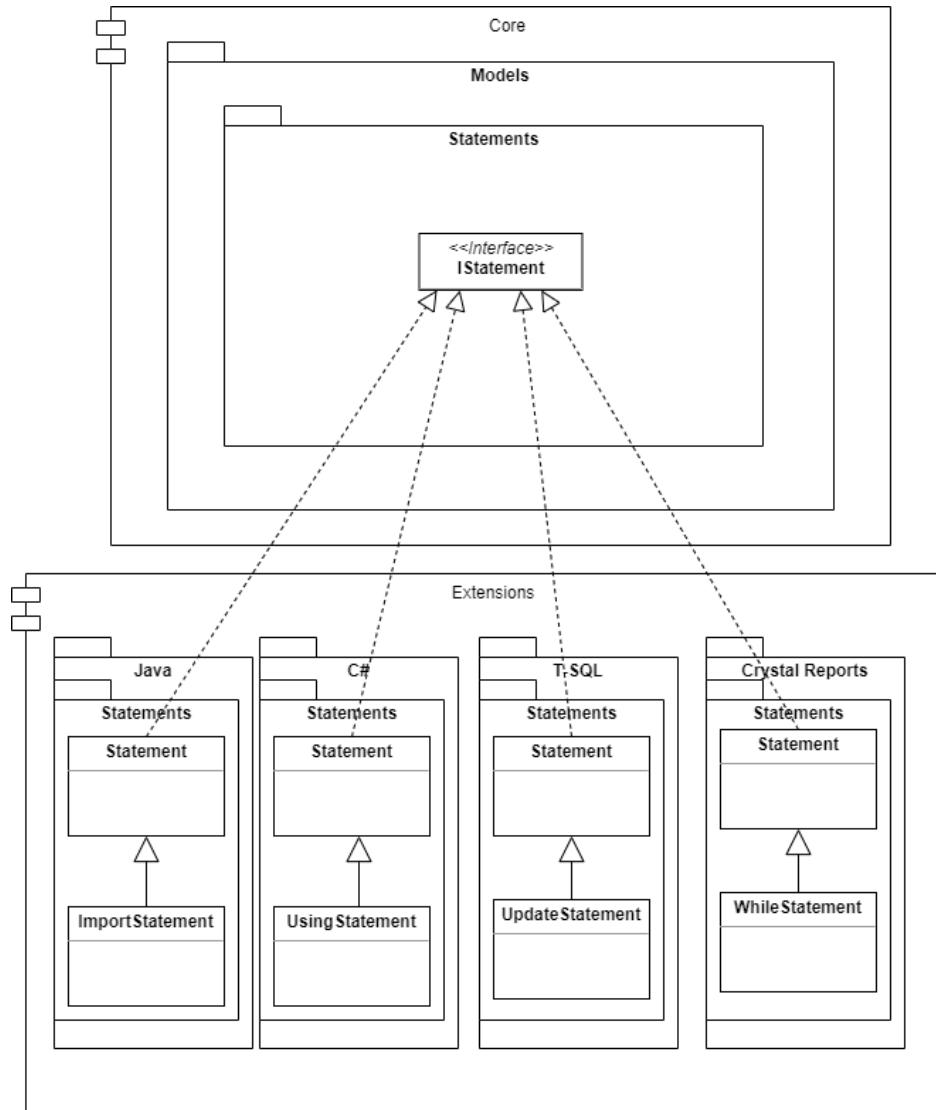 Core
Models
Statements
<<Interface>>
IStatement
Extensions
Java
C#
T-SQL
Crystal Reports
Statements
Statements
Statements
Statements
Statement
Statement
Statement
Statement
ImportStatement
UsingStatement
UpdateStatement
WhileStatement